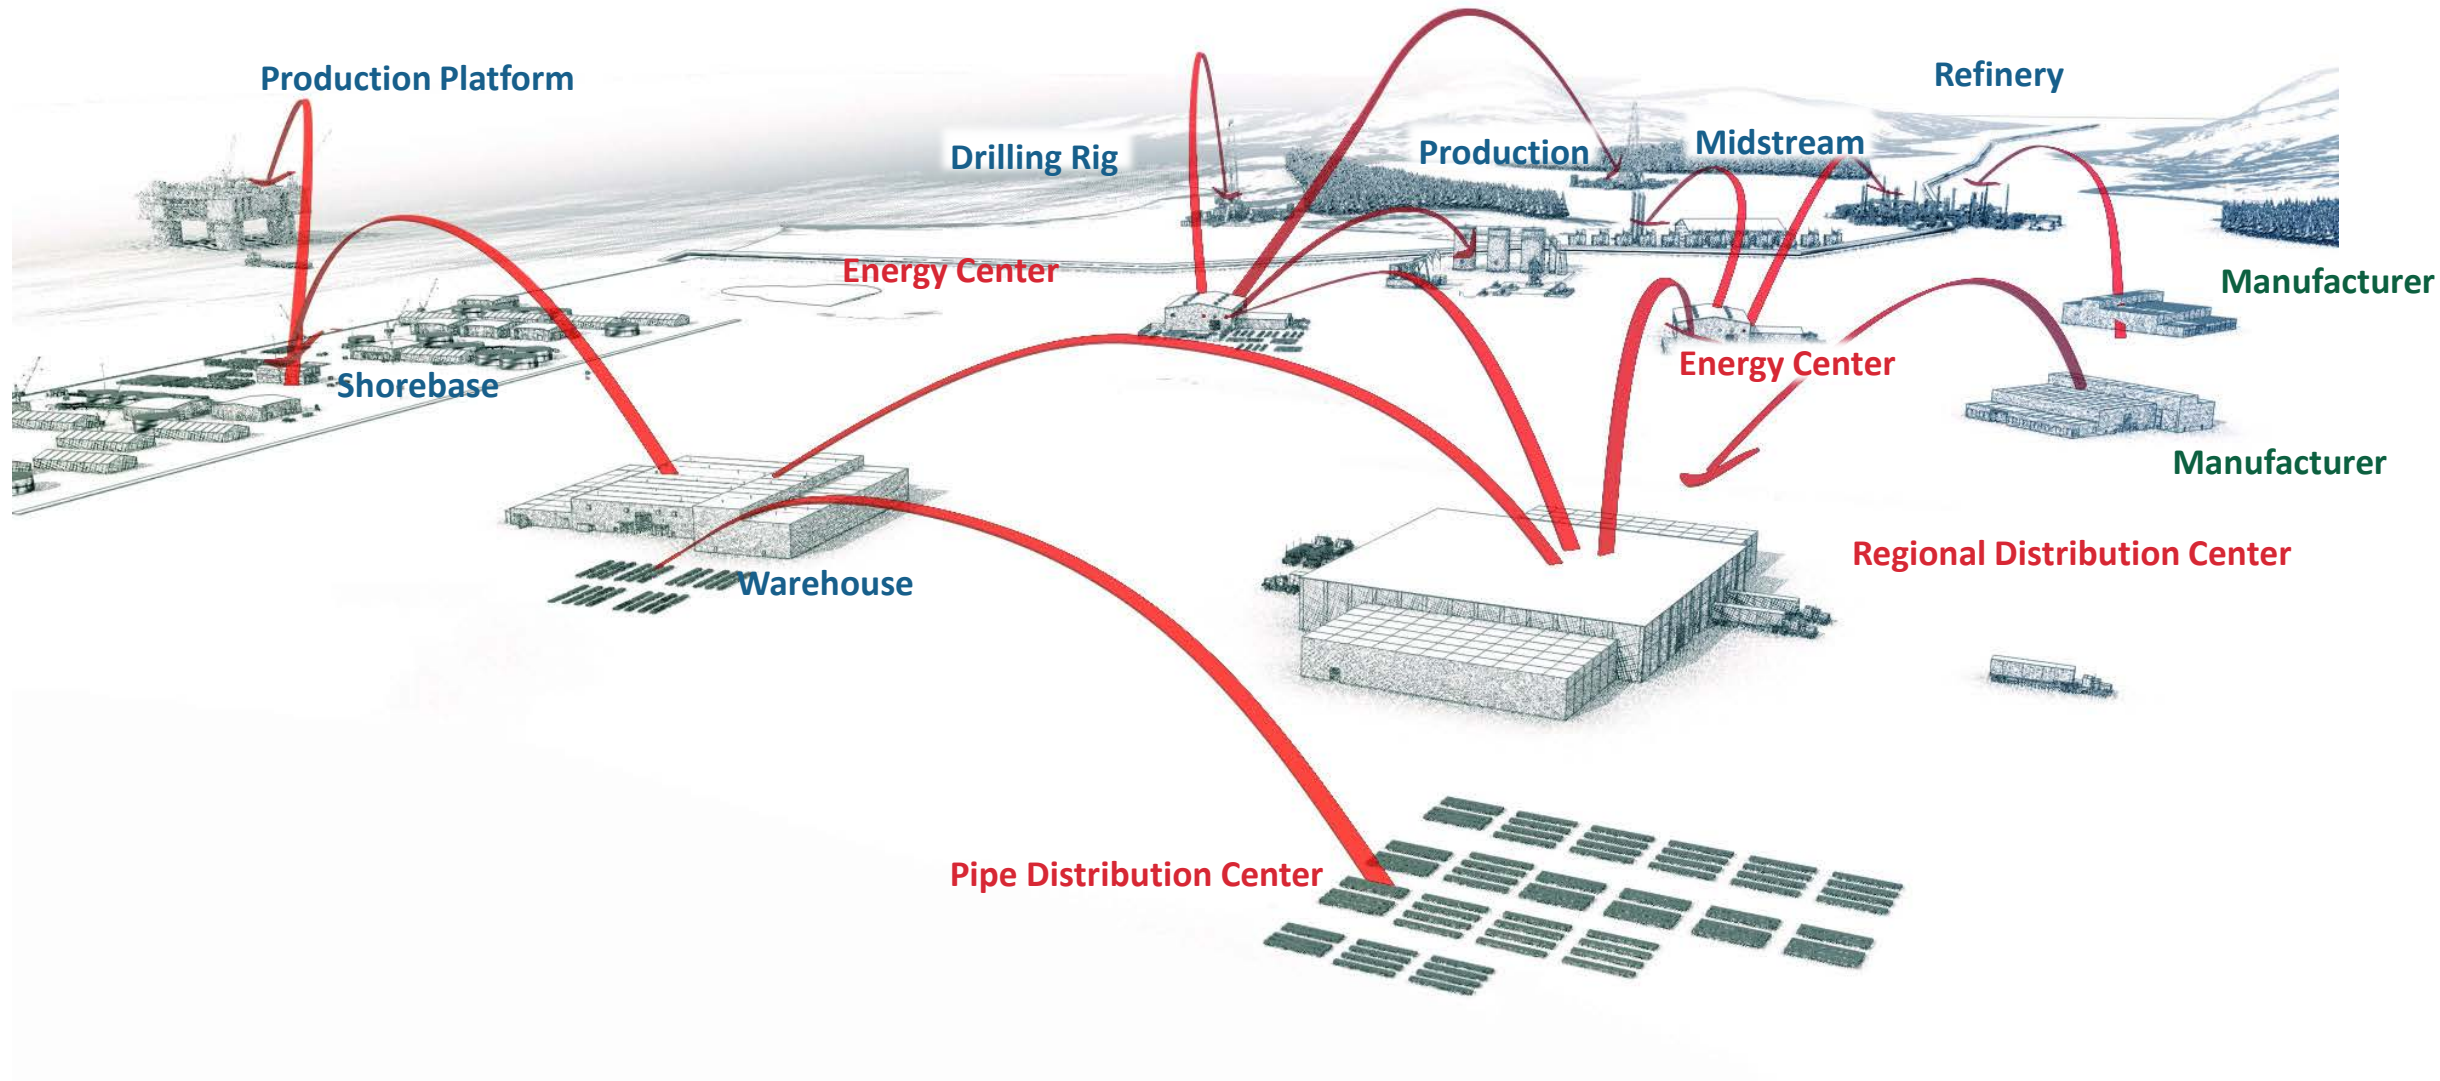 Production Platform
Refinery
Drilling Rig
Production
Midstream
Energy Center
Manufacturer
Shorebase
Energy Center
Manufacturer
Warehouse
Regional Distribution Center
Pipe Distribution Center